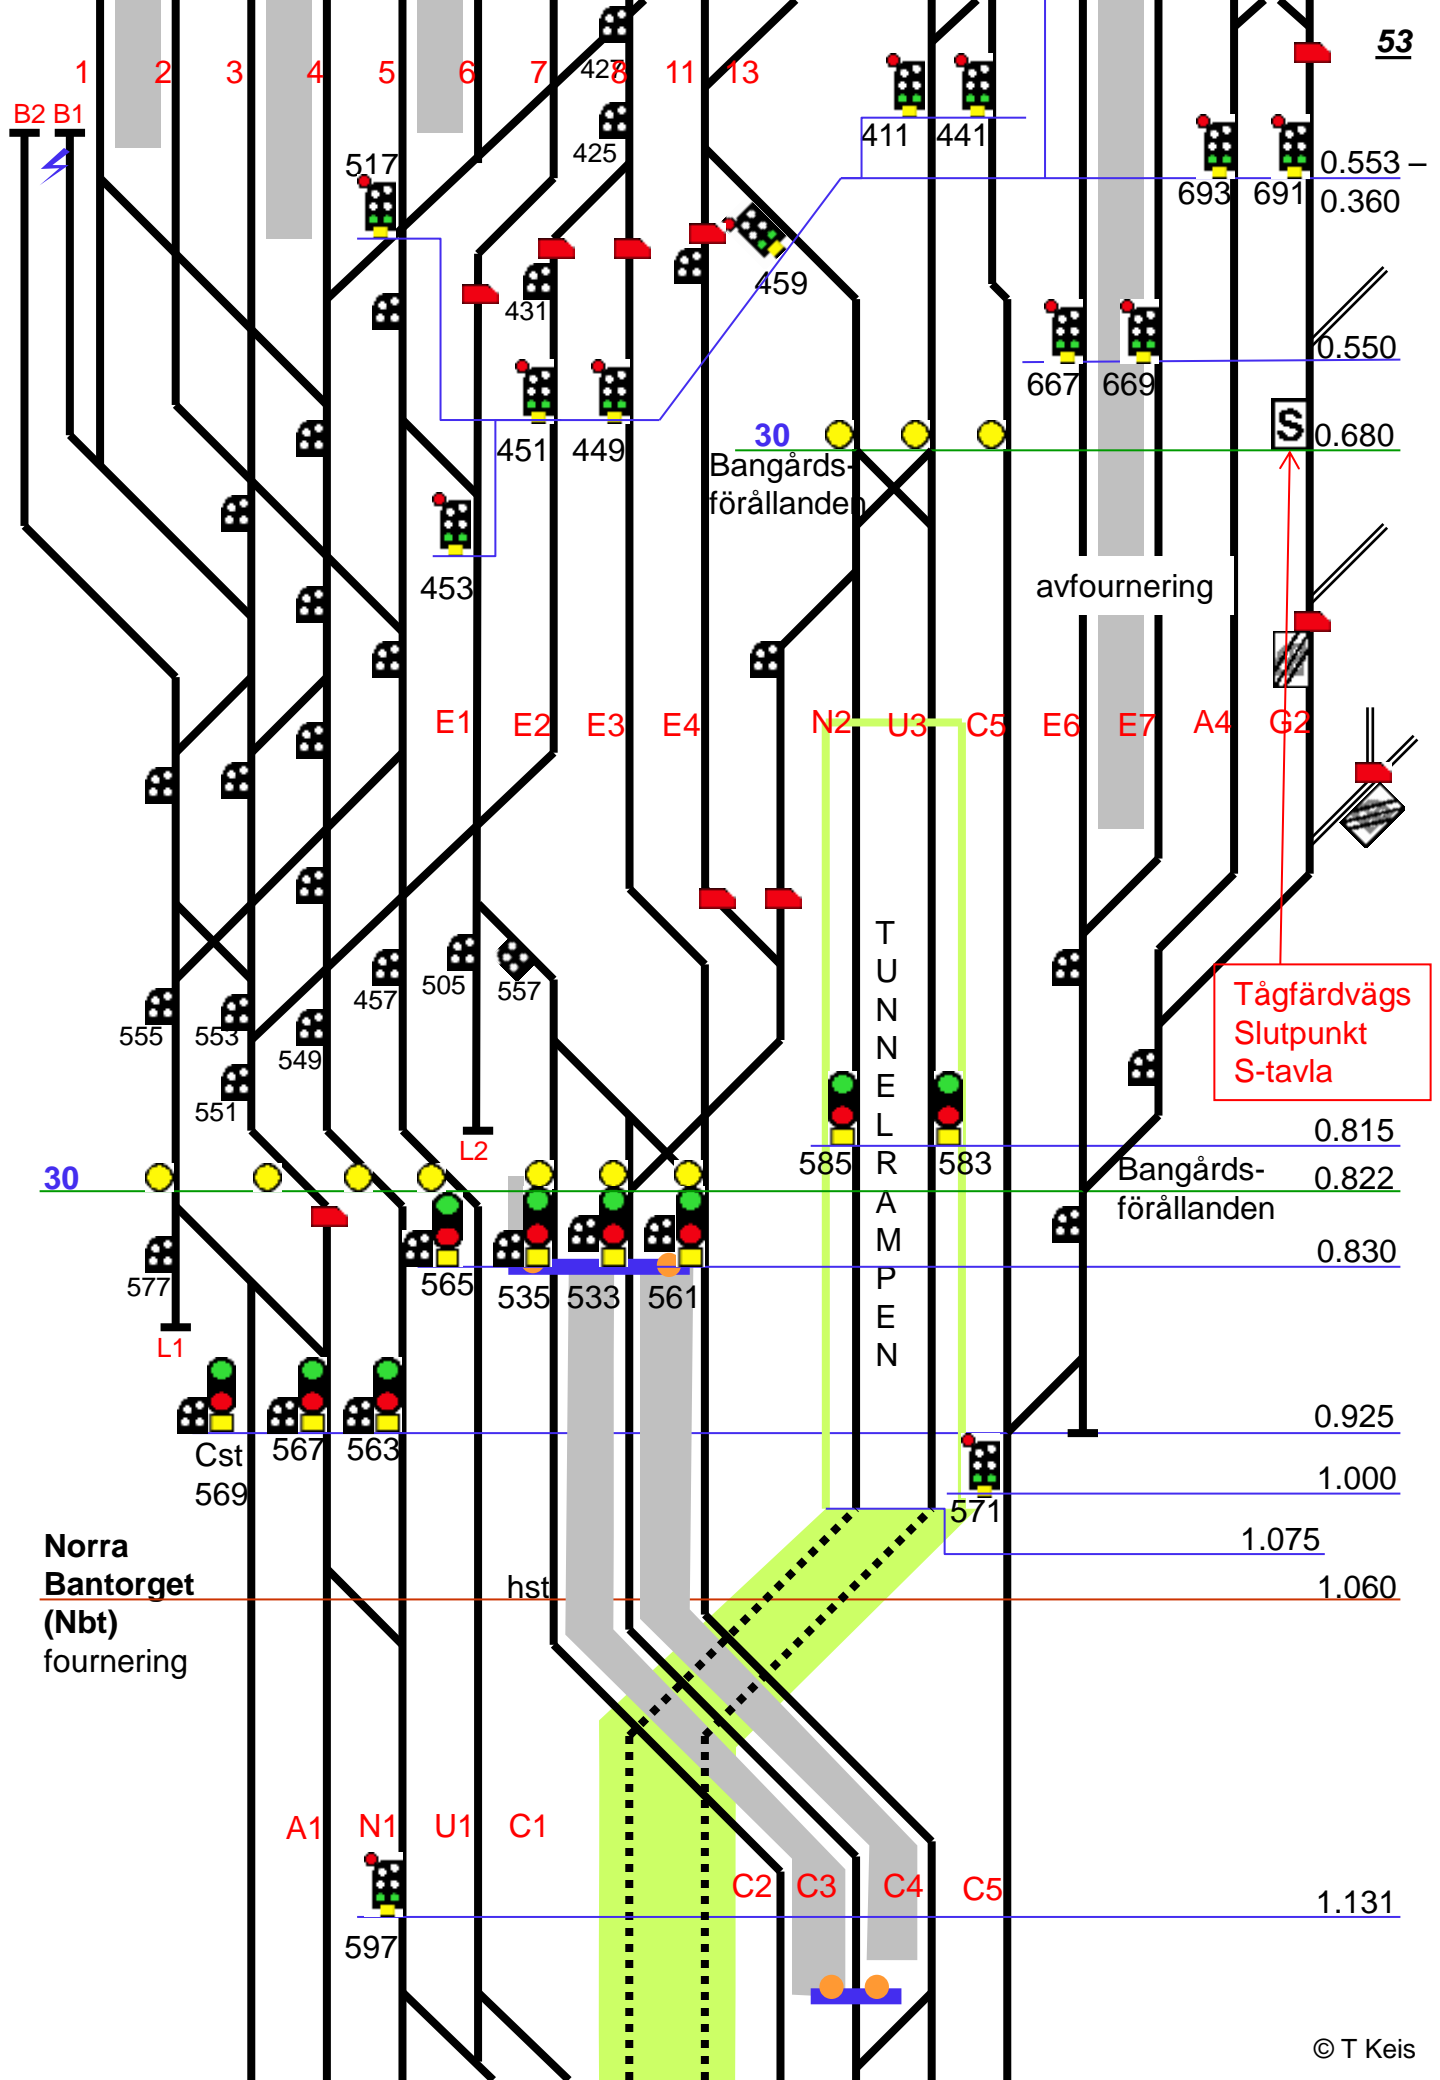 53
1 2 3 4 5 6 7 8 11 13
427
B2 B1
425
411 441
517
0.553 –
693 691
0.360
459
431
0.550
667 669
30
0.680
S
451 449
Bangårds-
förållanden
453
avfournering
E1 E2 E3 E4 N2 U3 C5 E6 E7 A4 G2
TUNNELRAMPEN
457 505 557
Tågfärdvägs
Slutpunkt
S-tavla
555 553
549
551
0.815
L2
585 583
30
Bangårds-
förållanden
0.822
0.830
577
565 535 533 561
L1
0.925
Cst
569
567 563
1.000
571
1.075
Norra
Bantorget
(Nbt)
fournering
hst
1.060
A1 N1 U1 C1
C2 C3 C4 C5
1.131
597
© T Keis